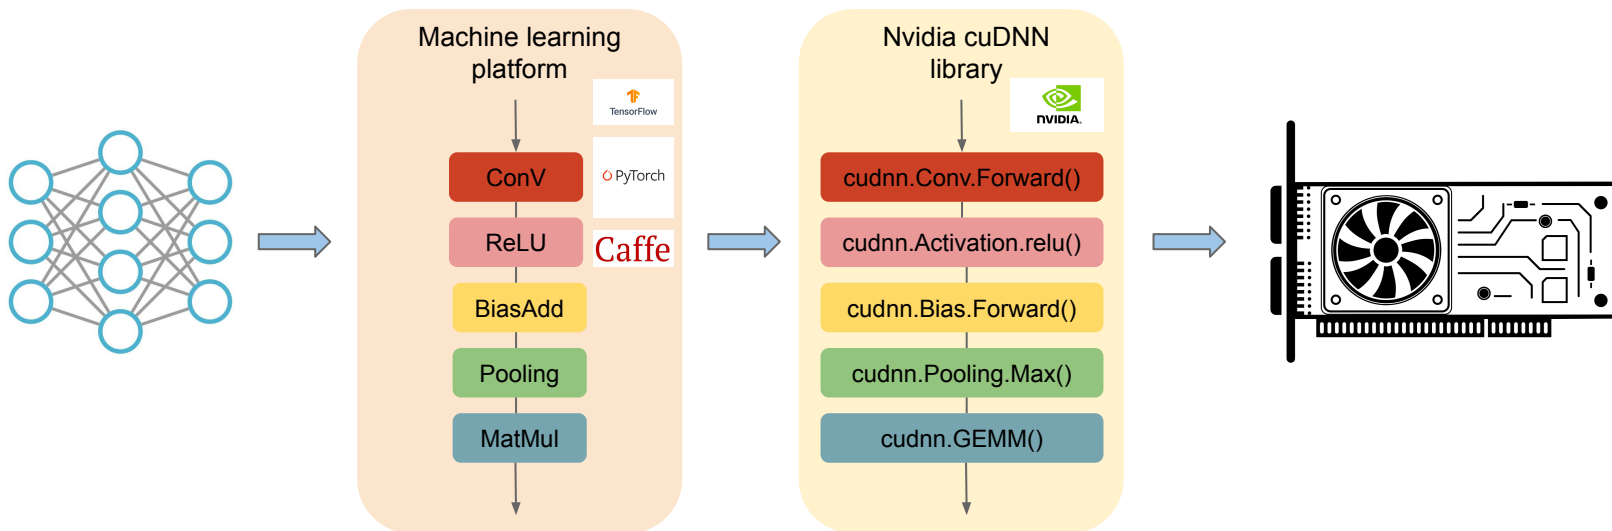 Machine learning
platform
TensorFlow
ConV
PyTorch
ReLU
Caffe
BiasAdd
Pooling
MatMul
Nvidia cuDNN
library
nVIDIA.
cudnn.Conv.Forward()
cudnn.Activation.relu()
cudnn.Bias.Forward()
cudnn.Pooling.Max()
cudnn.GEMM()